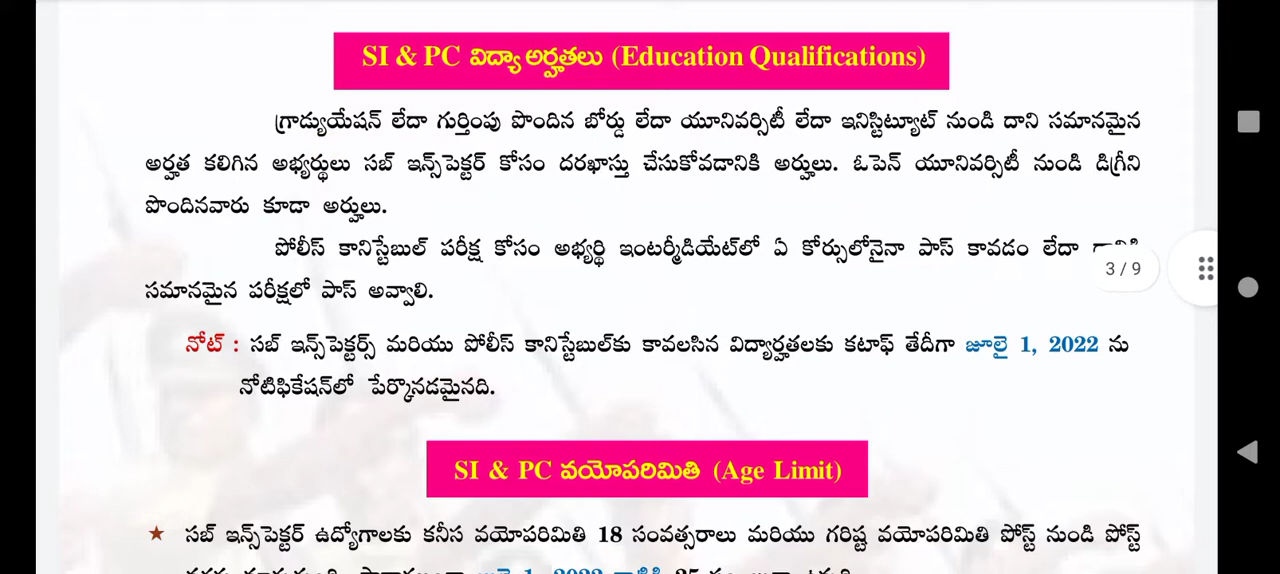 SI & PC విద్యా అర్హతలు (Education Qualifications)
గ్రాడ్యుయేషన్ లేదా గుర్తింపు పొందిన బోర్డు లేదా యూనివర్సిటీ లేదా ఇనిస్టిట్యూట్ నుండి దాని సమానమైన
అర్హత కలిగిన అభ్యర్థులు సబ్ ఇన్స్‌పెక్టర్ కోసం దరఖాస్తు చేసుకోవడానికి అర్హులు. ఓపెన్ యూనివర్సిటీ నుండి డిగ్రీని
పొందినవారు కూడా అర్హులు.
పోలీస్ కానిస్టేబుల్ పరీక్ష కోసం అభ్యర్థి ఇంటర్మీడియేట్‌లో ఏ కోర్సులోనైనా పాస్ కావడం లేదా
3/9
సమానమైన పరీక్షలో పాస్ అవ్వాలి.
నోట్ : సబ్ ఇన్స్‌పెక్టర్స్ మరియు పోలీస్ కానిస్టేబుల్‌కు కావలసిన విద్యార్హతలకు కటాఫ్ తేదీగా జూలై 1, 2022 ను
నోటిఫికేషన్‌లో పేర్కొనడమైనది.
SI & PC వయోపరిమితి (Age Limit)
★ సబ్ ఇన్స్‌పెక్టర్ ఉద్యోగాలకు కనీస వయోపరిమితి 18 సంవత్సరాలు మరియు గరిష్ట వయోపరిమితి పోస్ట్ నుండి పోస్ట్